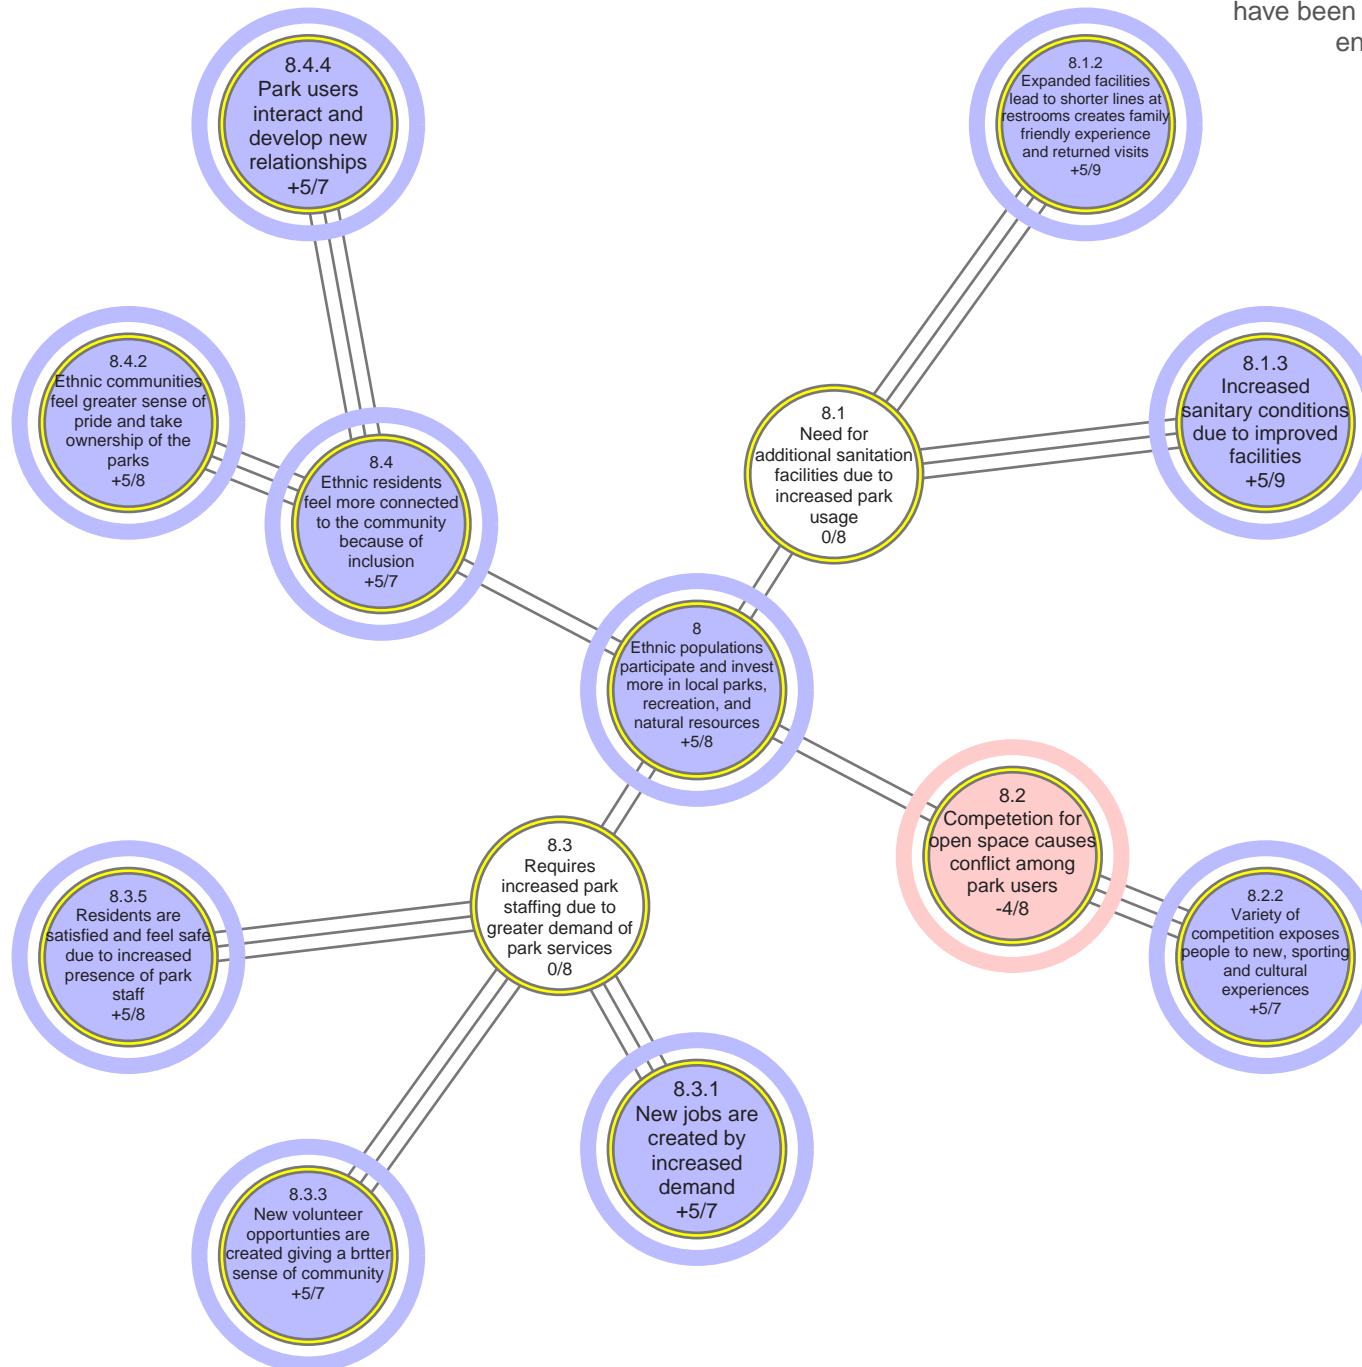 have been
en
8.4.4
Park users
interact and
develop new
relationships
+5/7
8.1.2
Expanded facilities
lead to shorter lines at
restrooms creates family
friendly experience
and returned visits
+5/9
8.4.2
Ethnic communities
feel greater sense of
pride and take
ownership of the
parks
+5/8
8.1.3
Increased
sanitary conditions
due to improved
facilities
+5/9
8.1
Need for
additional sanitation
facilities due to
increased park
usage
0/8
8.4
Ethnic residents
feel more connected
to the community
because of
inclusion
+5/7
8
Ethnic populations
participate and invest
more in local parks,
recreation, and
natural resources
+5/8
8.2
Competetion for
open space causes
conflict among
park users
-4/8
8.3
Requires
increased park
staffing due to
greater demand of
park services
0/8
8.3.5
Residents are
satisfied and feel safe
due to increased
presence of park
staff
+5/8
8.2.2
Variety of
competition exposes
people to new, sporting
and cultural
experiences
+5/7
8.3.1
New jobs are
created by
increased
demand
+5/7
8.3.3
New volunteer
opportunties are
created giving a brtter
sense of community
+5/7